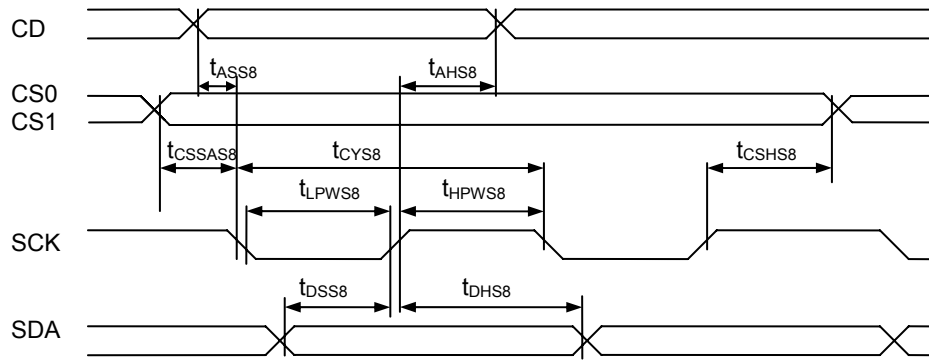 CD
tASS8 tAHS8
CS0
CS1
tCSSAS8 tCYS8 tCSHS8
tLPWS8 tHPWS8
SCK
tDSS8 tDHS8
SDA